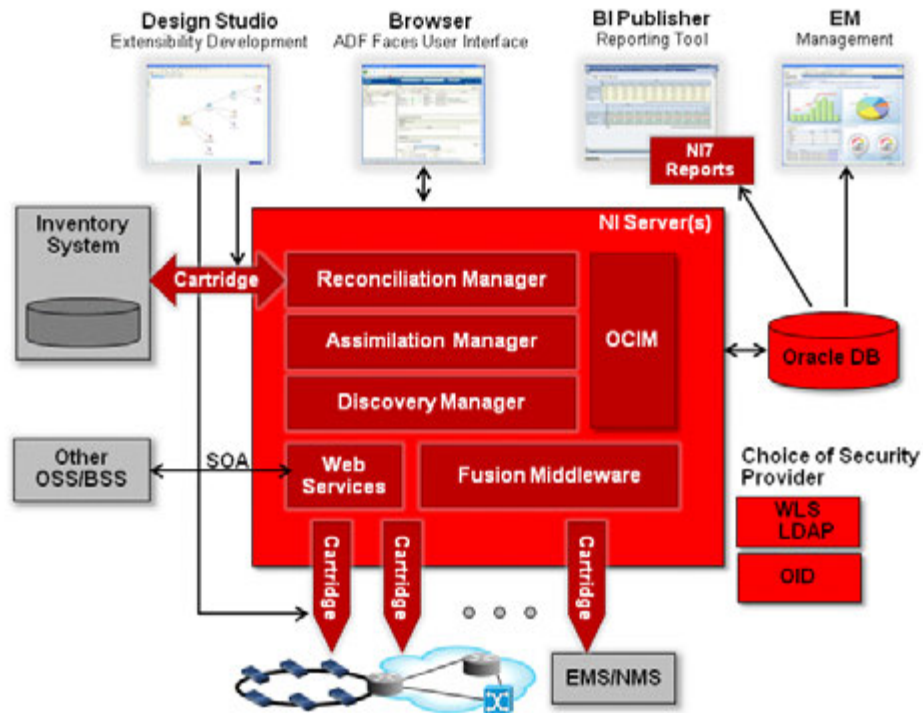 Design Studio
Extensibility Development
Browser
ADF Faces User Interface
BI Publisher
Reporting Tool
EM
Management
NI7
Reports
NI Server(s)
Inventory
System
Cartridge
Reconciliation Manager
Assimilation Manager
Discovery Manager
OCIM
Oracle DB
Other
OSS/BSS
SOA
Web
Services
Fusion Middleware
Choice of Security
Provider
WLS
LDAP
OID
Cartridge
Cartridge
Cartridge
EMS/NMS